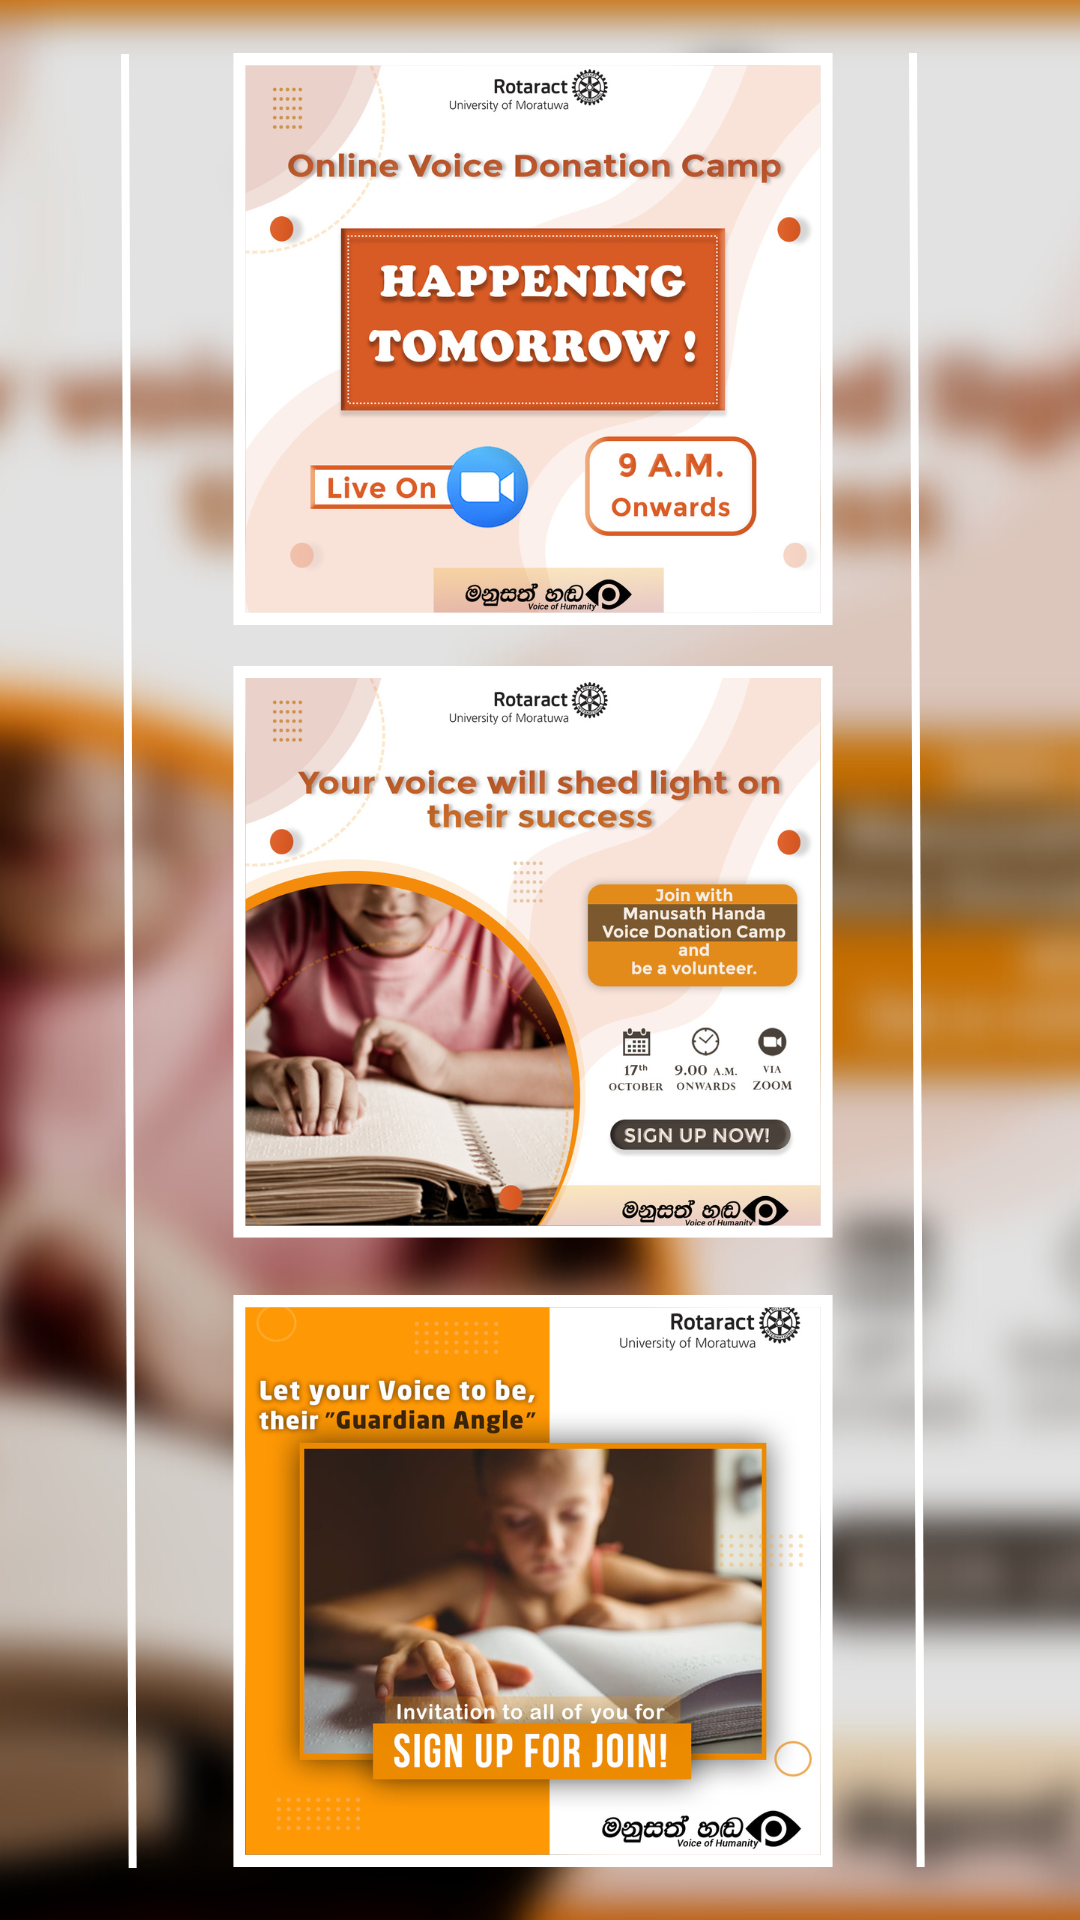 Rotaract
University of Moratuwa
Online Voice Donation Camp
HAPPENING
TOMORROW !
Live On
9 A.M.
Onwards
මනුසත් හඬ
Voice of Humanity
Rotaract
University of Moratuwa
Your voice will shed light on
their success
Join with
Manusath Handa
Voice Donation Camp
and
be a volunteer.
17th
OCTOBER
9.00 A.M.
ONWARDS
VIA
ZOOM
SIGN UP NOW!
මනුසත් හඬ
Voice of Humanity
Rotaract
University of Moratuwa
Let your Voice to be,
their "Guardian Angle"
Invitation to all of you for
SIGN UP FOR JOIN!
මනුසත් හඬ
Voice of Humanity